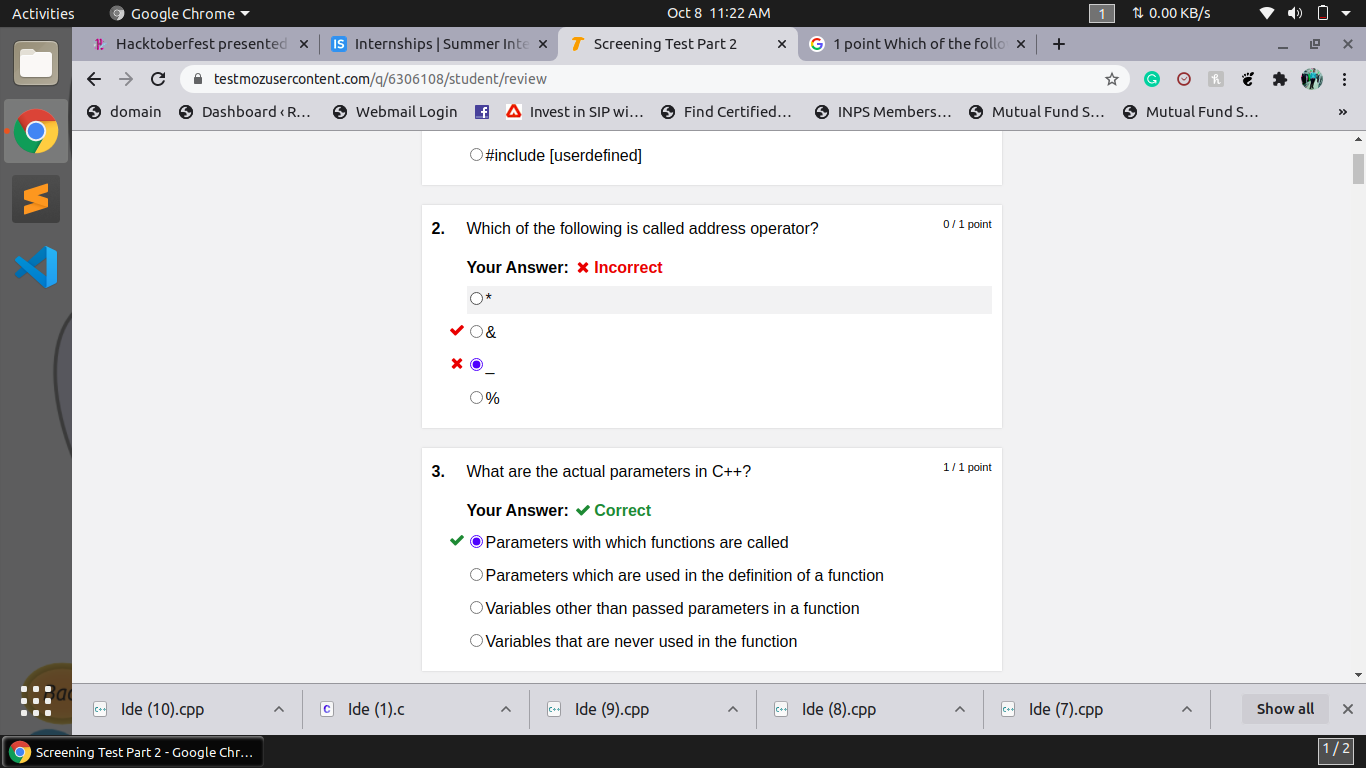 Activities Google Chrome Oct 8 11:22 AM 1 0.00 KB/s
Hacktoberfest presented Internships | Summer Inte Screening Test Part 2 1 point Which of the follo
testmozusercontent.com/q/6306108/student/review
domain Dashboard ‹ R... Webmail Login Invest in SIP wi... Find Certified... INPS Members... Mutual Fund S... Mutual Fund S... »
#include [userdefined]
2. Which of the following is called address operator? 0 / 1 point
Your Answer: Incorrect
*
&
_
%
3. What are the actual parameters in C++? 1 / 1 point
Your Answer: Correct
Parameters with which functions are called
Parameters which are used in the definition of a function
Variables other than passed parameters in a function
Variables that are never used in the function
Ide (10).cpp Ide (1).c Ide (9).cpp Ide (8).cpp Ide (7).cpp Show all
Screening Test Part 2 - Google Chr... 1 / 2